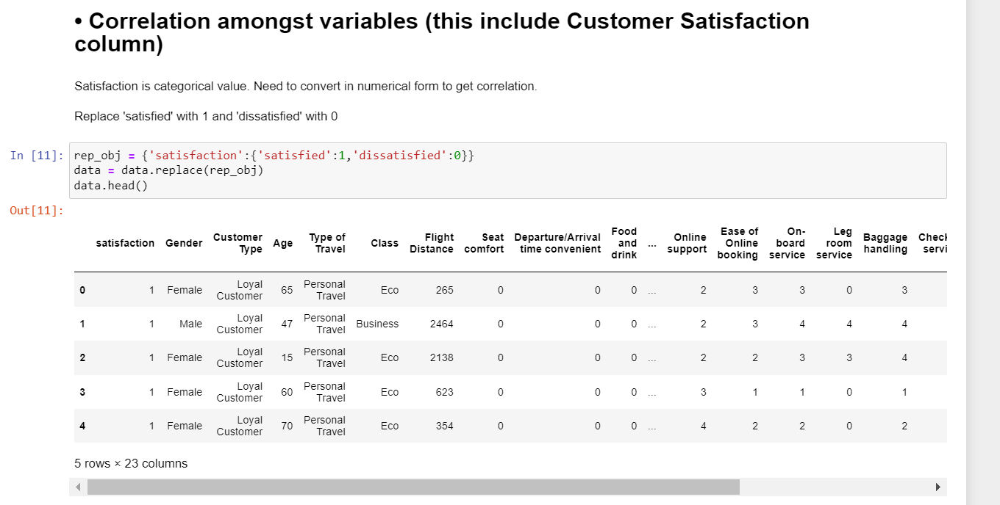 • Correlation amongst variables (this include Customer Satisfaction
column)
Satisfaction is categorical value. Need to convert in numerical form to get correlation.
Replace 'satisfied' with 1 and 'dissatisfied' with 0
In [11]: rep_obj = {'satisfaction':{'satisfied':1,'dissatisfied':0}}
data = data.replace(rep_obj)
data.head()
Out[11]:
satisfaction Gender Customer Type Age Type of Travel Class Flight Distance Seat comfort Departure/Arrival time convenient Food and drink ... Online support Ease of Online booking On-board service Leg room service Baggage handling Check servi
0 1 Female Loyal Customer 65 Personal Travel Eco 265 0 0 0 ... 2 3 3 0 3
1 1 Male Loyal Customer 47 Personal Travel Business 2464 0 0 0 ... 2 3 4 4 4
2 1 Female Loyal Customer 15 Personal Travel Eco 2138 0 0 0 ... 2 2 3 3 4
3 1 Female Loyal Customer 60 Personal Travel Eco 623 0 0 0 ... 3 1 1 0 1
4 1 Female Loyal Customer 70 Personal Travel Eco 354 0 0 0 ... 4 2 2 0 2
5 rows × 23 columns